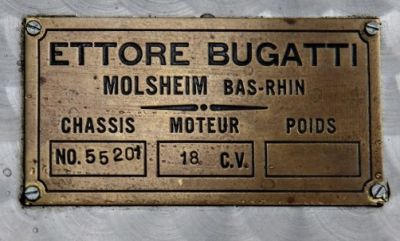 ETTORE BUGATTI
MOLSHEIM BAS-RHIN
CHASSIS MOTEUR POIDS
NO. 55201 18 C.V.